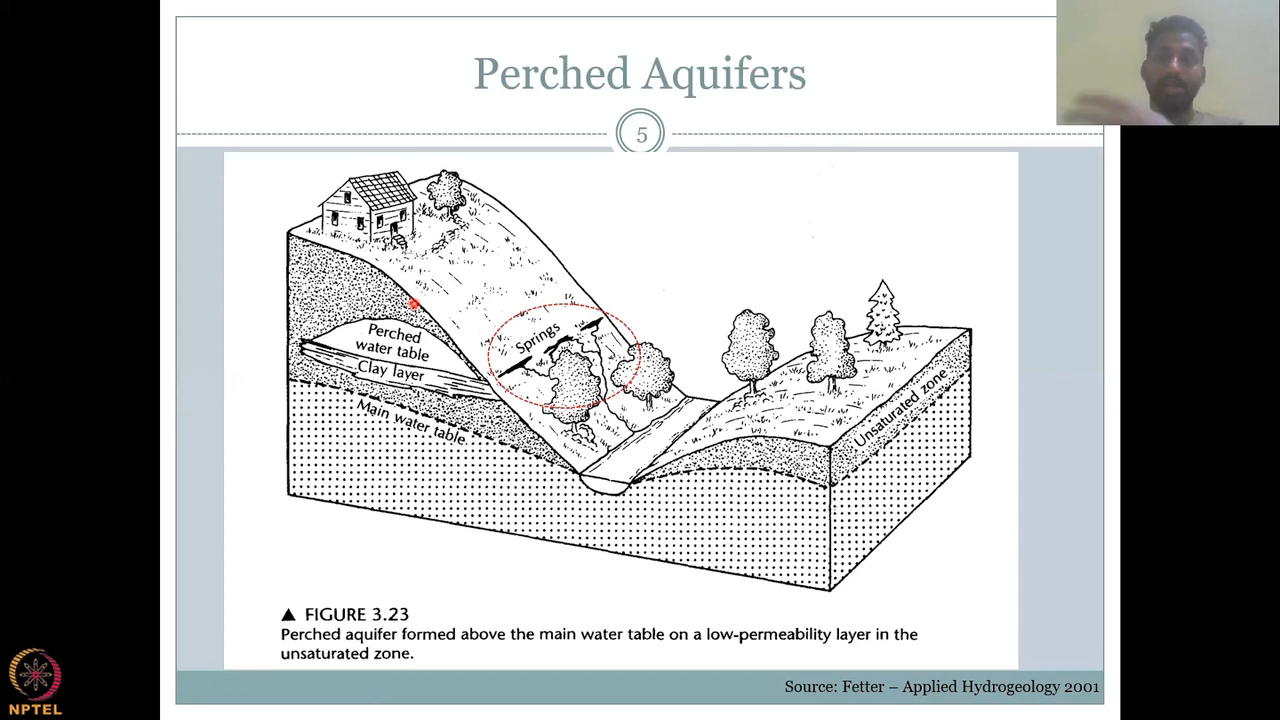 Perched Aquifers
5
Springs
Perched
water table
Clay layer
Main water table
Unsaturated zone
▲ FIGURE 3.23
Perched aquifer formed above the main water table on a low-permeability layer in the
unsaturated zone.
Source: Fetter – Applied Hydrogeology 2001
NPTEL